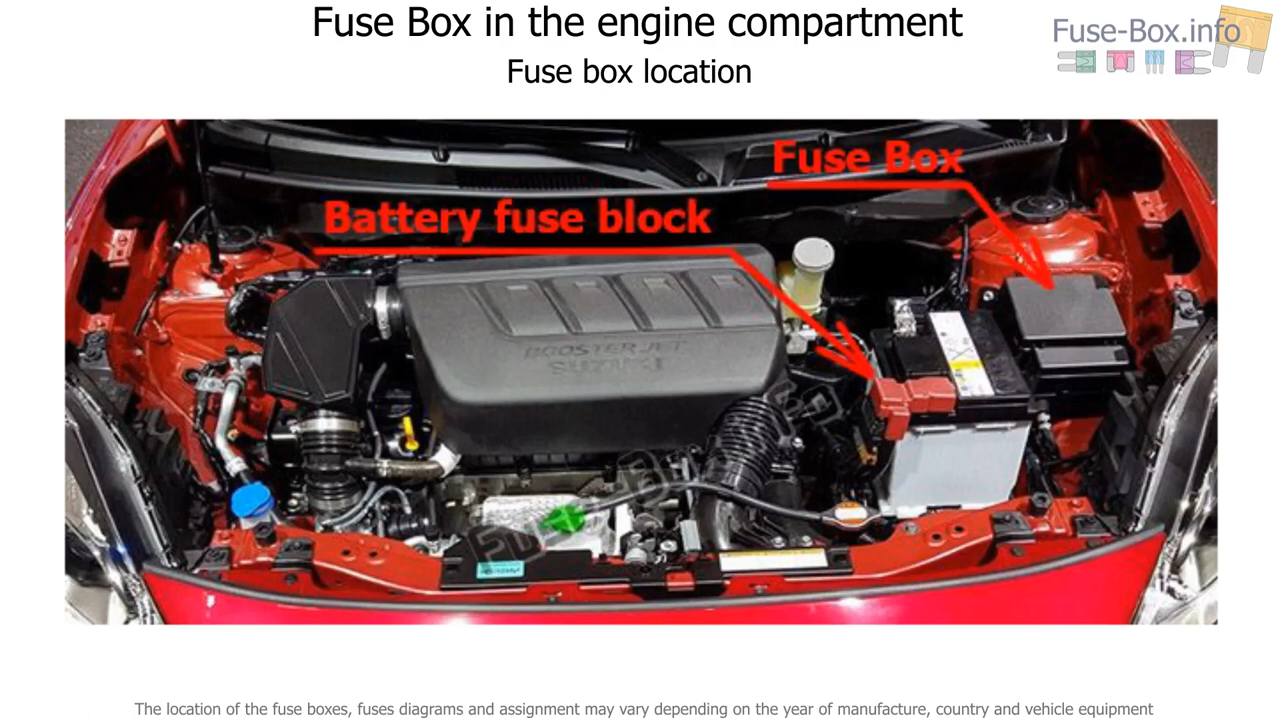 Fuse Box in the engine compartment
Fuse box location
Fuse-Box.info
Fuse Box
Battery fuse block
BOOSTERJET
SUZUKI
The location of the fuse boxes, fuses diagrams and assignment may vary depending on the year of manufacture, country and vehicle equipment